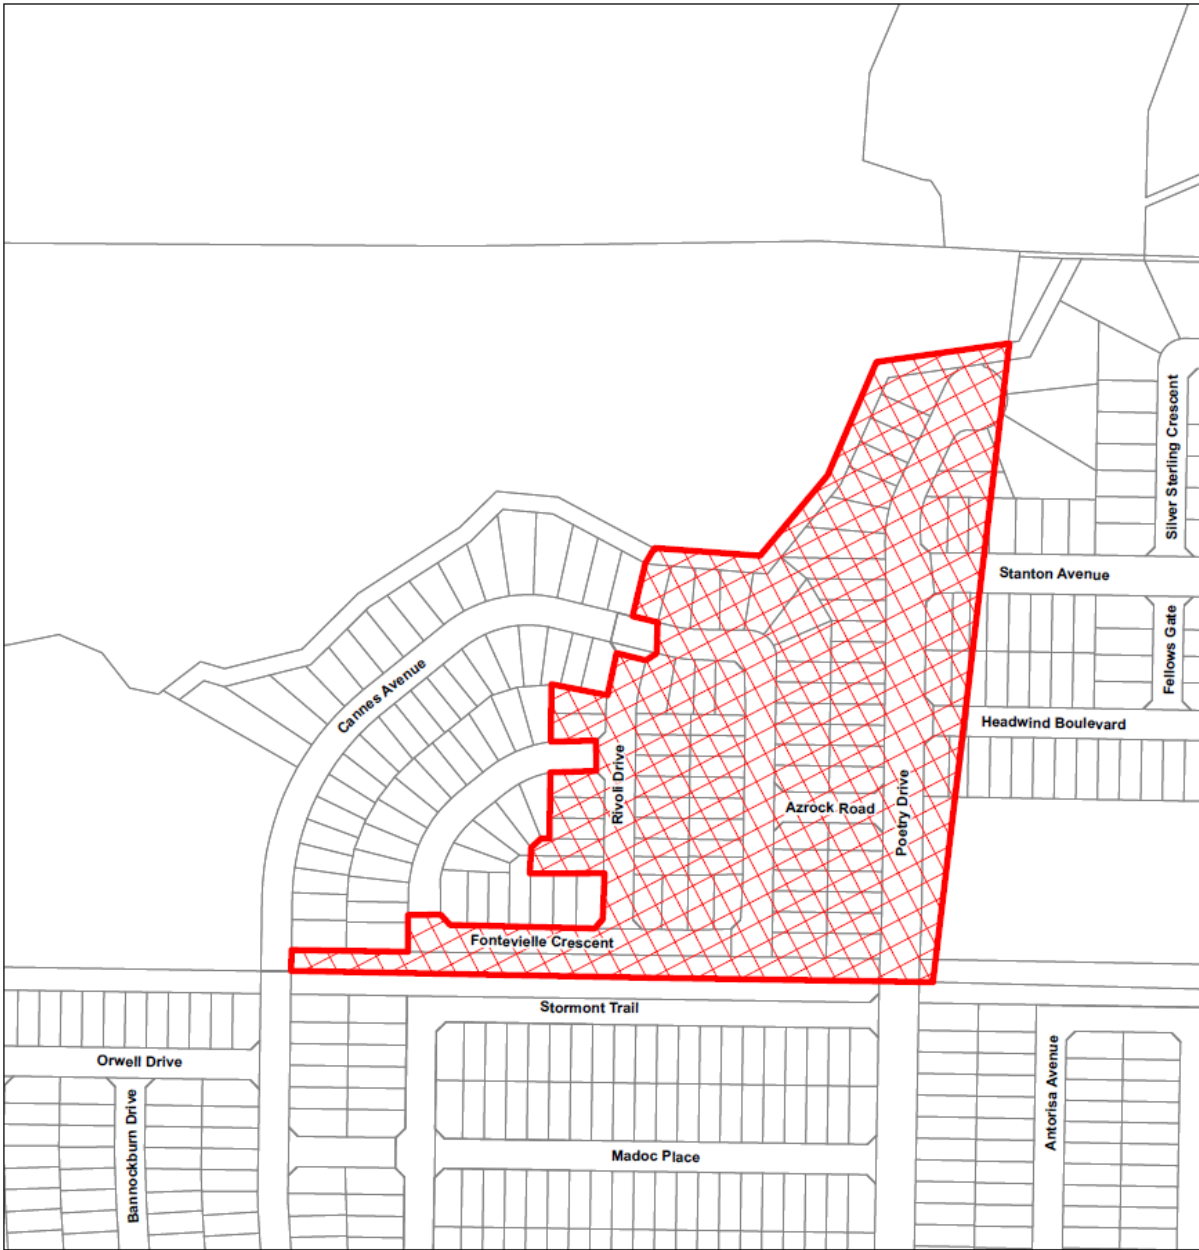 Silver Sterling Crescent
Stanton Avenue
Fellows Gate
Cannes Avenue
Headwind Boulevard
Rivoli Drive
Azrock Road
Poetry Drive
Fontevielle Crescent
Stormont Trail
Orwell Drive
Antorisa Avenue
Bannockburn Drive
Madoc Place